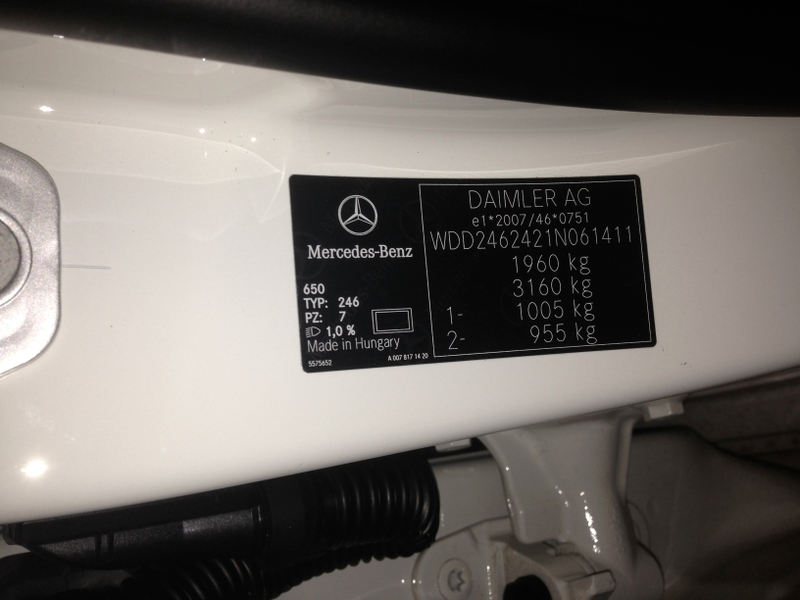 Mercedes-Benz
650
TYP: 246
PZ: 7
1,0 %
Made in Hungary
5575652
A 007 817 14 20
DAIMLER AG
e1*2007/46*0751
WDD2462421N061411
1960 kg
3160 kg
1- 1005 kg
2- 955 kg